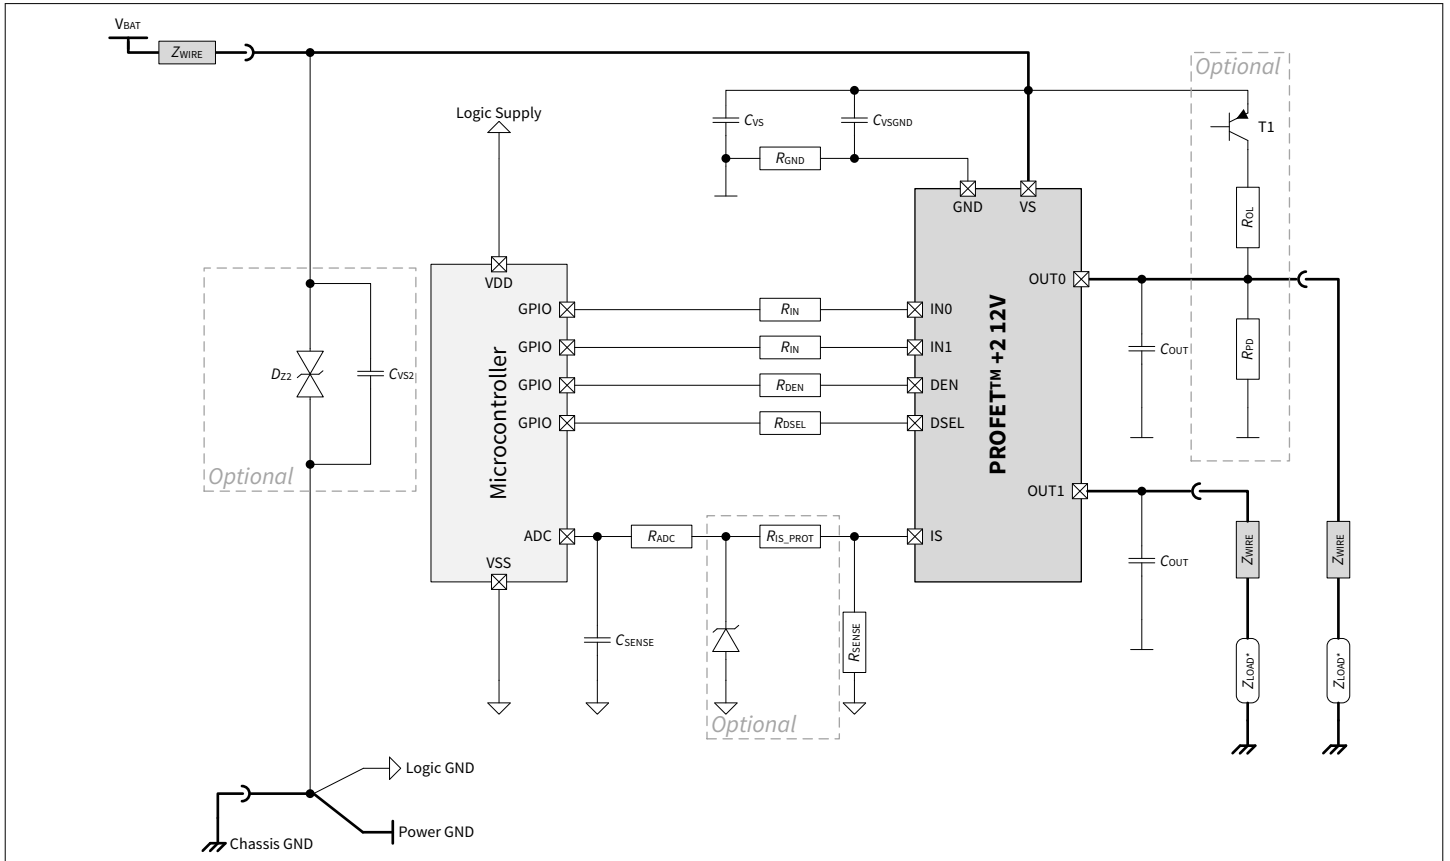 VBAT
ZWIRE
Optional
Logic Supply
CVS
CVSGND
T1
RGND
GND
VS
ROL
VDD
OUT0
GPIO
RIN
IN0
GPIO
RIN
IN1
COUT
RPD
DZ2
CVS2
GPIO
RDEN
DEN
GPIO
RDSEL
DSEL
Microcontroller
PROFET™ +2 12V
Optional
OUT1
ADC
RADC
RIS_PROT
IS
VSS
COUT
ZWIRE
ZWIRE
CSENSE
RSENSE
ZLOAD*
ZLOAD*
Optional
Logic GND
Power GND
Chassis GND